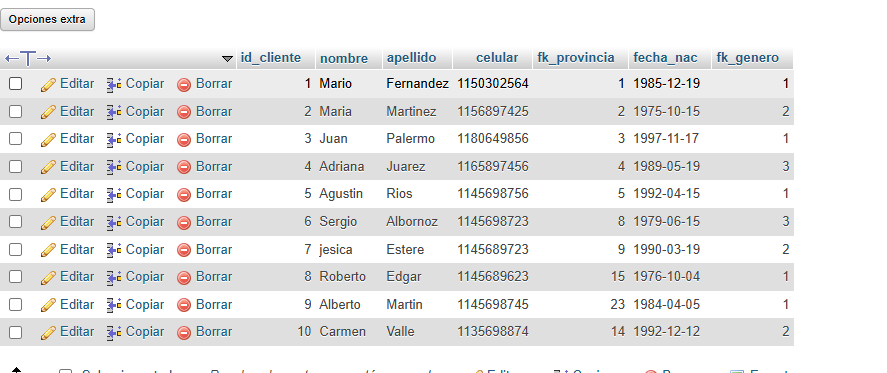 Opciones extra
id_cliente nombre apellido celular fk_provincia fecha_nac fk_genero
Editar Copiar Borrar 1 Mario Fernandez 1150302564 1 1985-12-19 1
Editar Copiar Borrar 2 Maria Martinez 1156897425 2 1975-10-15 2
Editar Copiar Borrar 3 Juan Palermo 1180649856 3 1997-11-17 1
Editar Copiar Borrar 4 Adriana Juarez 1165897456 4 1989-05-19 3
Editar Copiar Borrar 5 Agustin Rios 1145698756 5 1992-04-15 1
Editar Copiar Borrar 6 Sergio Albornoz 1145698723 8 1979-06-15 3
Editar Copiar Borrar 7 jesica Estere 1145689723 9 1990-03-19 2
Editar Copiar Borrar 8 Roberto Edgar 1145689623 15 1976-10-04 1
Editar Copiar Borrar 9 Alberto Martin 1145698745 23 1984-04-05 1
Editar Copiar Borrar 10 Carmen Valle 1135698874 14 1992-12-12 2